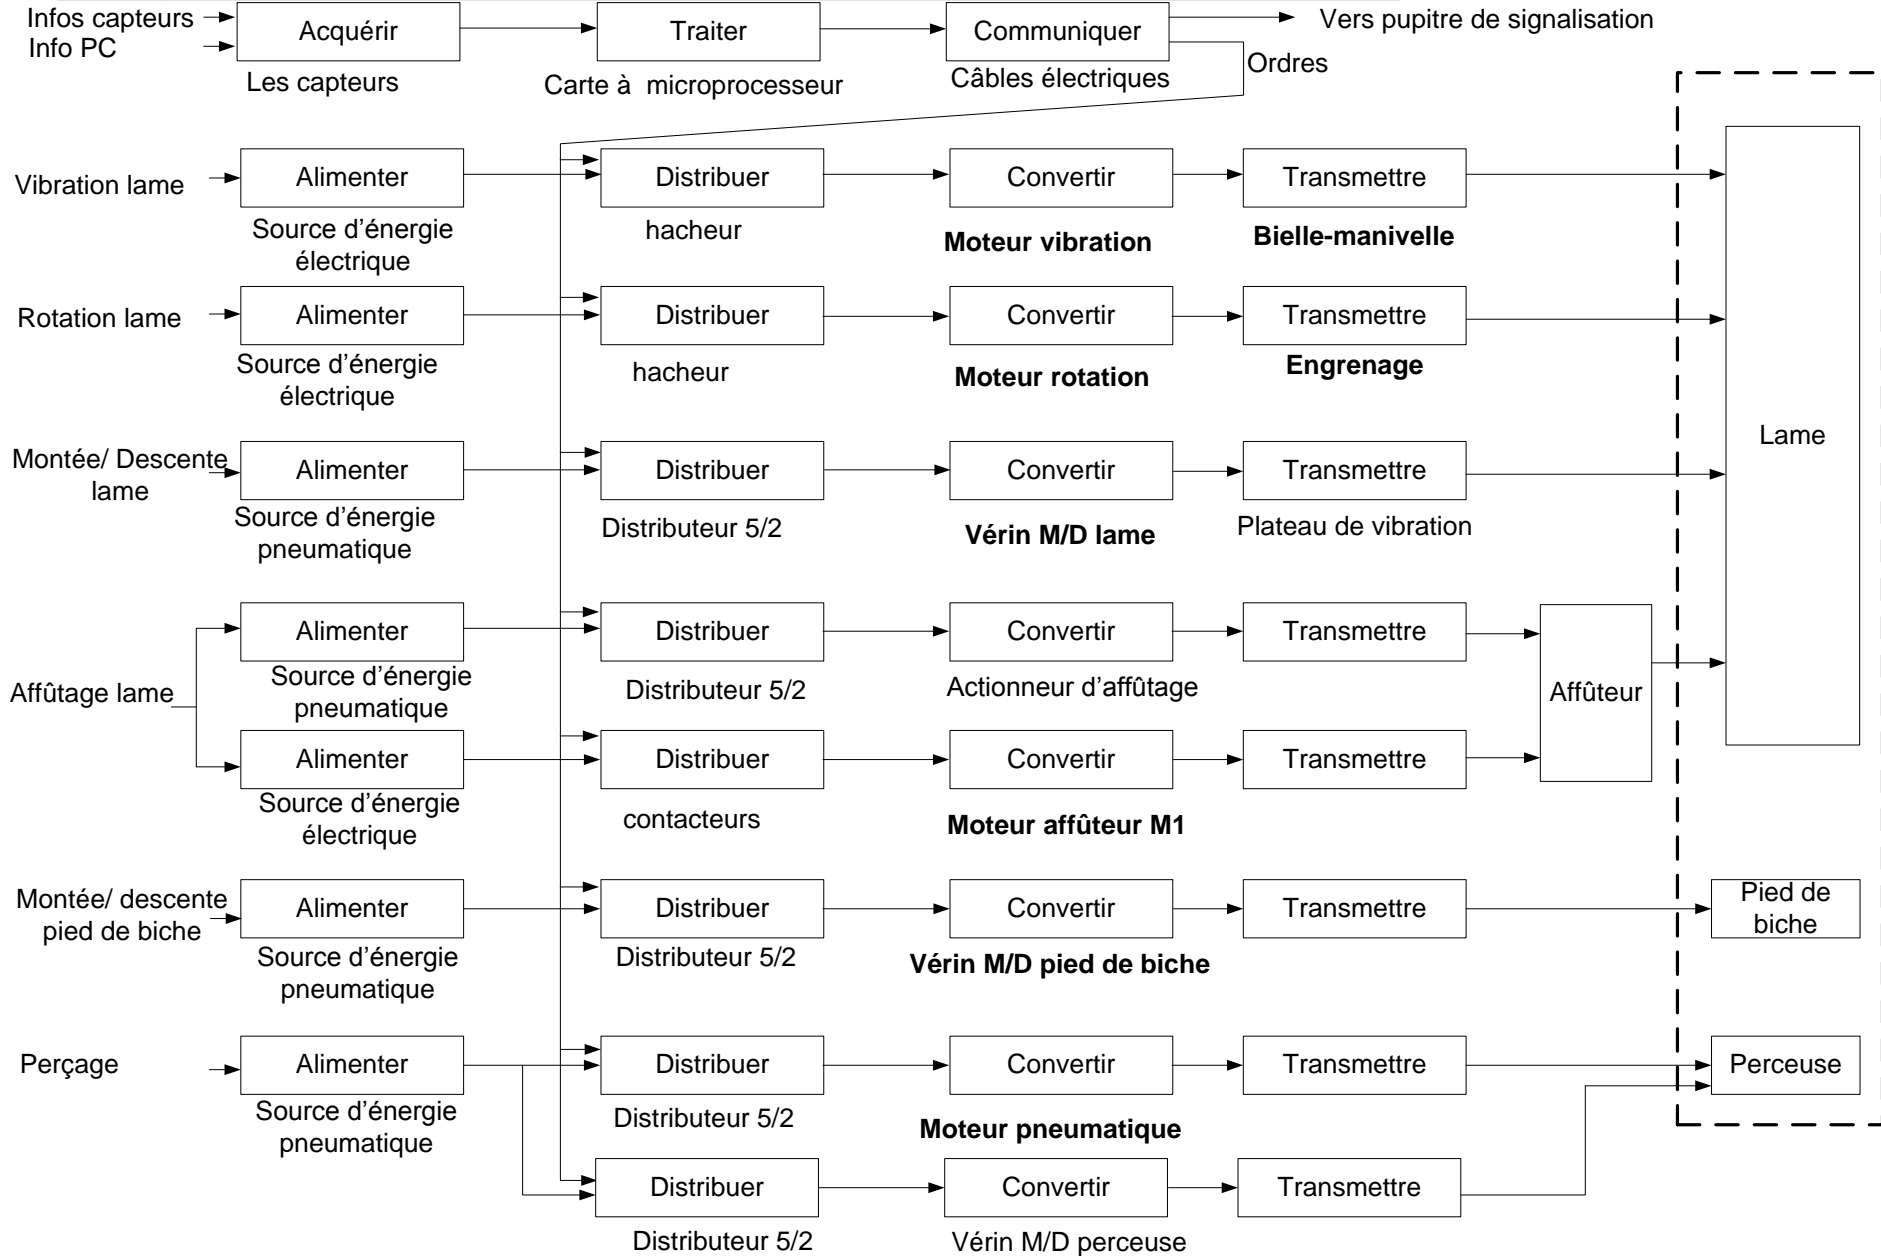 Infos capteurs
Info PC
Acquérir
Traiter
Communiquer
Vers pupitre de signalisation
Les capteurs
Carte à microprocesseur
Câbles électriques
Ordres
Vibration lame
Alimenter
Distribuer
Convertir
Transmettre
Source d'énergie
électrique
hacheur
Moteur vibration
Bielle-manivelle
Rotation lame
Alimenter
Distribuer
Convertir
Transmettre
Source d'énergie
électrique
hacheur
Moteur rotation
Engrenage
Lame
Montée/ Descente
lame
Alimenter
Distribuer
Convertir
Transmettre
Source d'énergie
pneumatique
Distributeur 5/2
Vérin M/D lame
Plateau de vibration
Affûtage lame
Alimenter
Distribuer
Convertir
Transmettre
Source d'énergie
pneumatique
Distributeur 5/2
Actionneur d'affûtage
Affûteur
Alimenter
Distribuer
Convertir
Transmettre
Source d'énergie
électrique
contacteurs
Moteur affûteur M1
Montée/ descente
pied de biche
Alimenter
Distribuer
Convertir
Transmettre
Pied de
biche
Source d'énergie
pneumatique
Distributeur 5/2
Vérin M/D pied de biche
Perçage
Alimenter
Distribuer
Convertir
Transmettre
Perceuse
Source d'énergie
pneumatique
Distributeur 5/2
Moteur pneumatique
Distribuer
Convertir
Transmettre
Distributeur 5/2
Vérin M/D perceuse